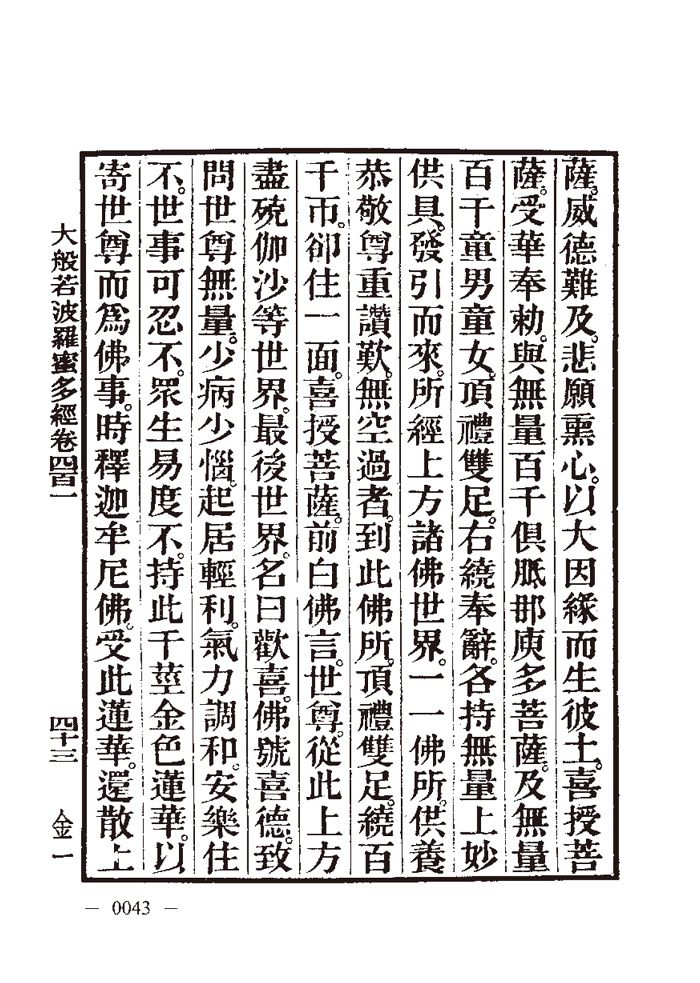 薩。威德難及。悲願熏心。以大因緣而生彼土。喜授菩
薩。受華奉勅。與無量百千俱胝那庾多菩薩。及無量
百千童男童女。頂禮雙足。右繞奉辭。各持無量上妙
供具。發引而來。所經上方諸佛世界。一一佛所。供養
恭敬尊重讚歎。無空過者。到此佛所。頂禮雙足。繞百
千帀。卻住一面。喜授菩薩。前白佛言。世尊。從此上方
盡殑伽沙等世界。最後世界。名曰歡喜。佛號喜德。致
問世尊無量。少病少惱。起居輕利。氣力調和。安樂住
不。世事可忍不。眾生易度不。持此千莖金色蓮華。以
寄世尊而爲佛事。時釋迦牟尼佛。受此蓮華。還散上
大般若波羅蜜多經卷四百一 四十三 金一
— 0043 —